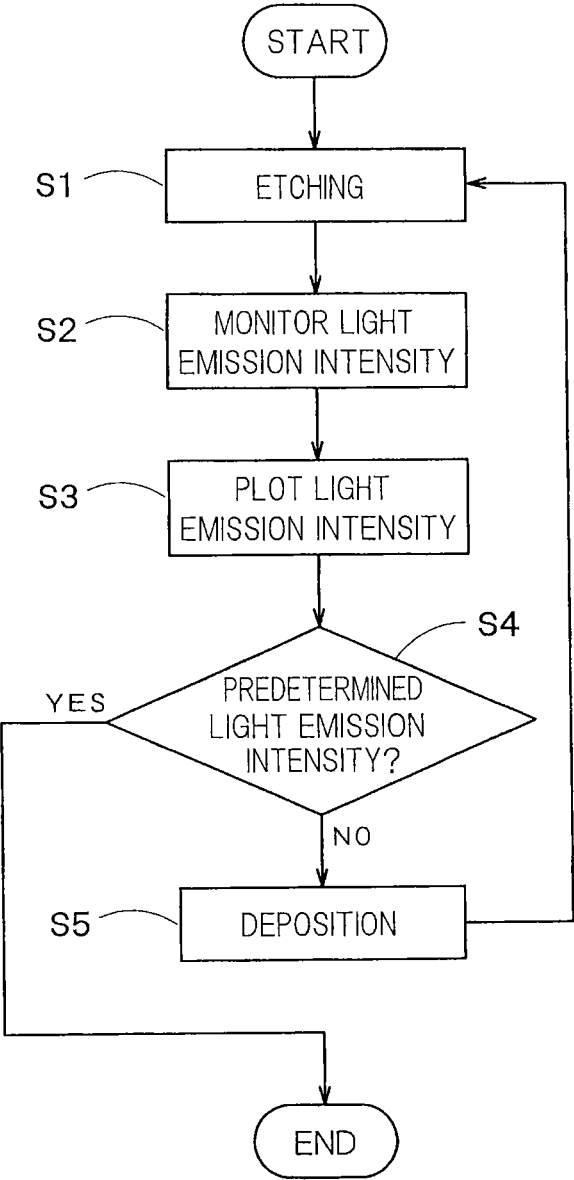 START
S1
ETCHING
S2
MONITOR LIGHT
EMISSION INTENSITY
S3
PLOT LIGHT
EMISSION INTENSITY
S4
PREDETERMINED
LIGHT EMISSION
INTENSITY?
YES
NO
S5
DEPOSITION
END